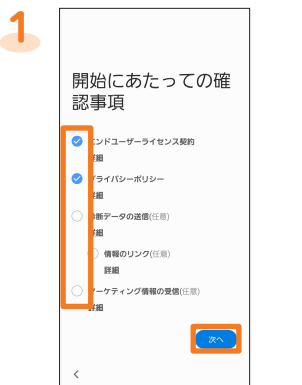 1
開始にあたっての確
認事項
エンドユーザーライセンス契約
詳細
プライバシーポリシー
詳細
診断データの送信(任意)
詳細
情報のリンク(任意)
詳細
マーケティング情報の受信(任意)
詳細
次へ
<